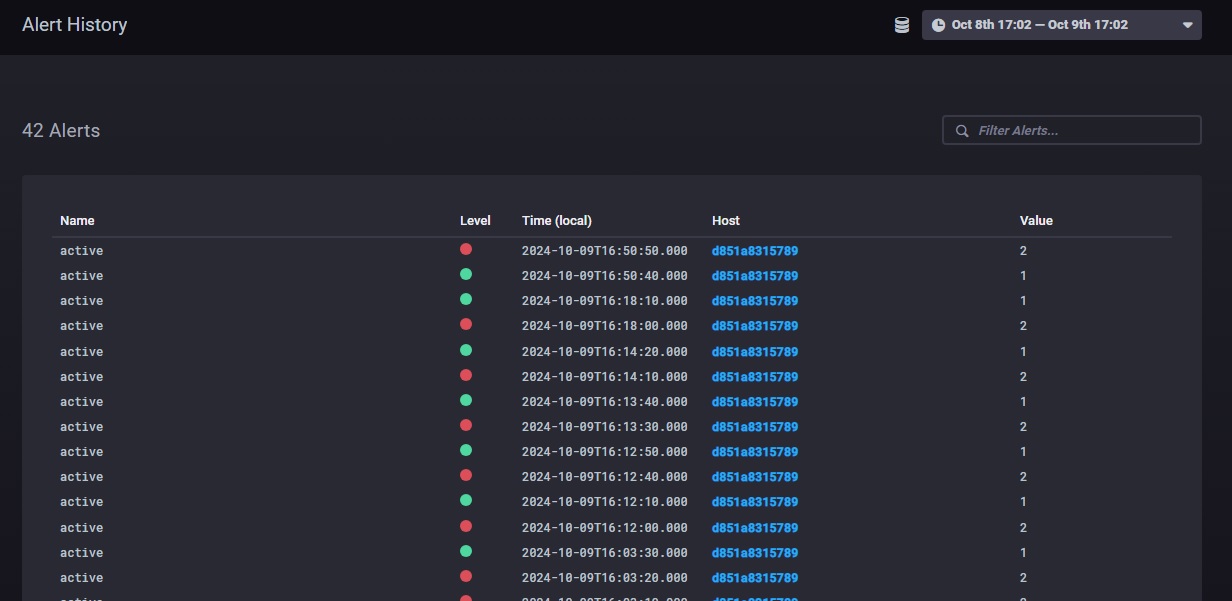 Alert History
Oct 8th 17:02 — Oct 9th 17:02
42 Alerts
Filter Alerts...
Name Level Time (local) Host Value
active 2024-10-09T16:50:50.000 d851a8315789 2
active 2024-10-09T16:50:40.000 d851a8315789 1
active 2024-10-09T16:18:10.000 d851a8315789 1
active 2024-10-09T16:18:00.000 d851a8315789 2
active 2024-10-09T16:14:20.000 d851a8315789 1
active 2024-10-09T16:14:10.000 d851a8315789 2
active 2024-10-09T16:13:40.000 d851a8315789 1
active 2024-10-09T16:13:30.000 d851a8315789 2
active 2024-10-09T16:12:50.000 d851a8315789 1
active 2024-10-09T16:12:40.000 d851a8315789 2
active 2024-10-09T16:12:10.000 d851a8315789 1
active 2024-10-09T16:12:00.000 d851a8315789 2
active 2024-10-09T16:03:30.000 d851a8315789 1
active 2024-10-09T16:03:20.000 d851a8315789 2